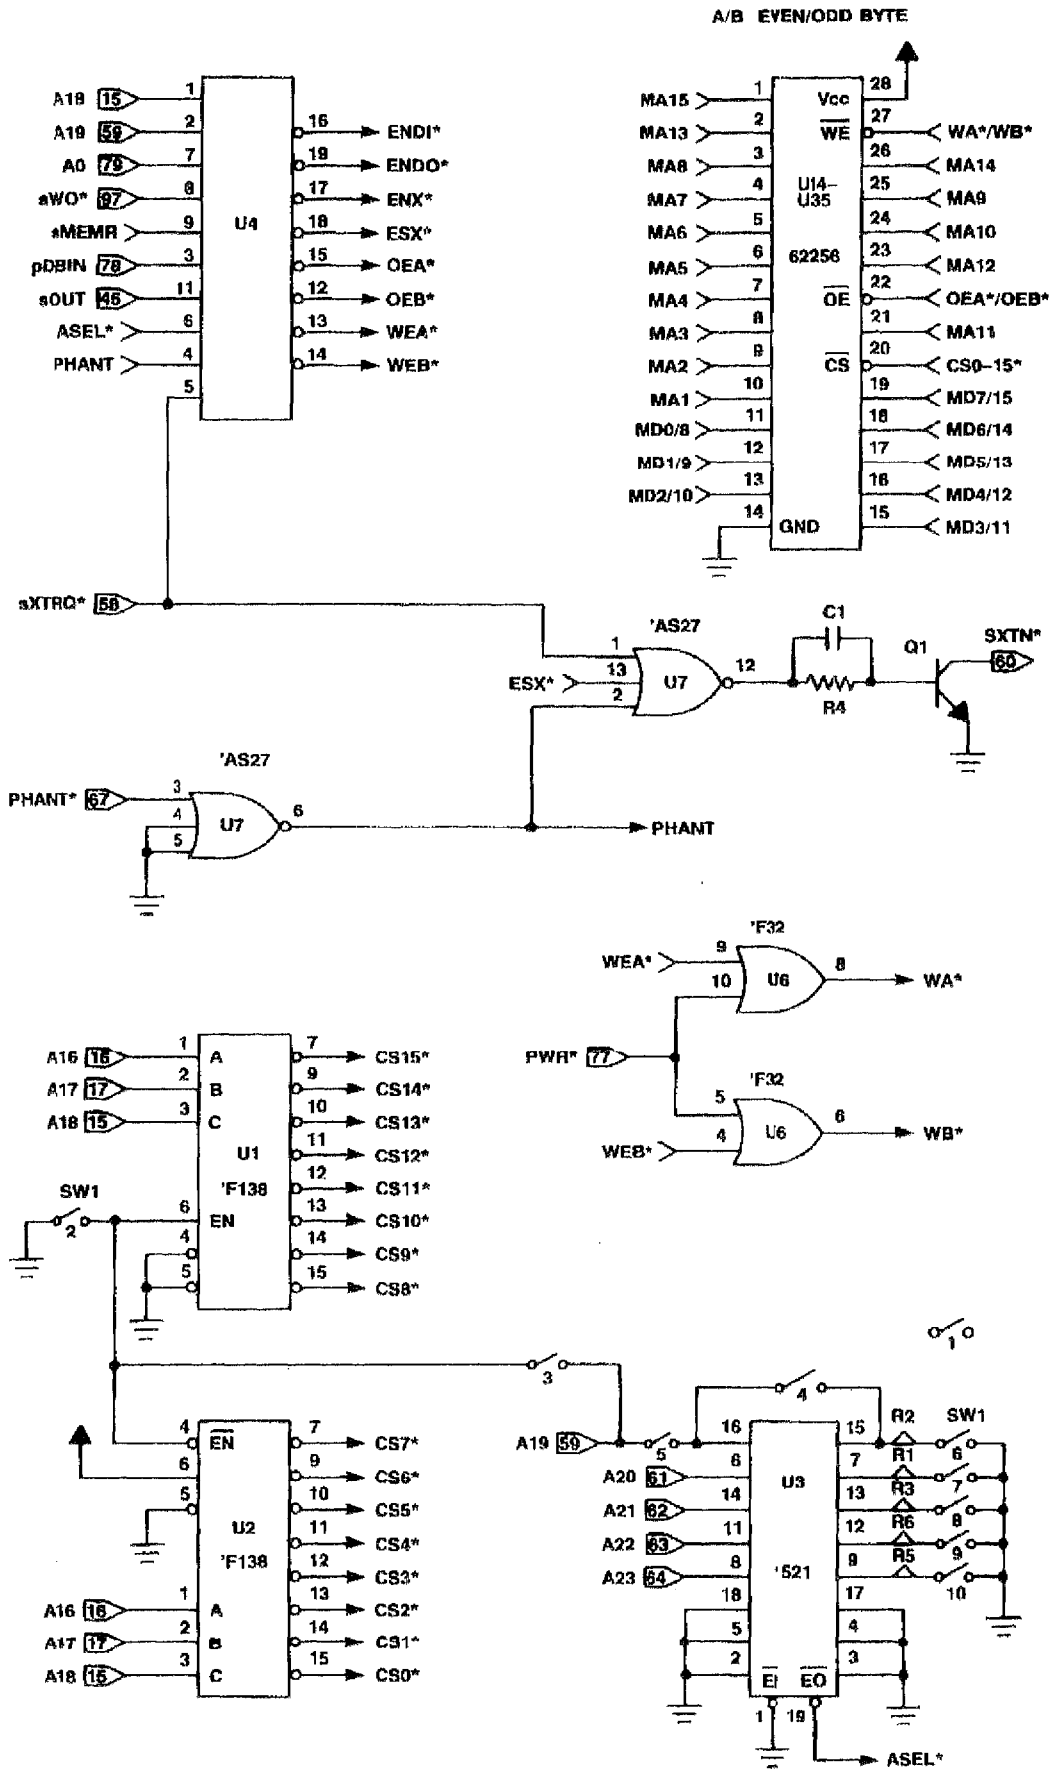 A/B EVEN/ODD BYTE
A18 15 1
A19 59 2
A0 79 7
sWO* 97 8
sMEMR 9
pDBIN 78 3
sOUT 45 11
ASEL* 6
PHANT 4
5
U4
16 ENDI*
19 ENDO*
17 ENX*
18 ESX*
15 OEA*
12 OEB*
13 WEA*
14 WEB*
MA15 1
MA13 2
MA8 3
MA7 4
MA6 5
MA5 6
MA4 7
MA3 8
MA2 9
MA1 10
MD0/8 11
MD1/9 12
MD2/10 13
14 GND
Vcc 28
WE 27 WA*/WB*
26 MA14
U14–
U35
25 MA9
24 MA10
62256
23 MA12
OE 22 OEA*/OEB*
21 MA11
CS 20 CS0–15*
19 MD7/15
18 MD6/14
17 MD5/13
16 MD4/12
15 MD3/11
sXTRQ* 58
'AS27
1
ESX* 13
2
U7
12
C1
R4
Q1
SXTN*
60
'AS27
PHANT* 67 3
4
5
U7
6
PHANT
'F32
WEA* 9
10
U6
8 WA*
PWR* 77
'F32
5
WEB* 4
U6
6 WB*
A16 16 1 A
A17 17 2 B
A18 15 3 C
U1
'F138
SW1
2
6 EN
4
5
7 CS15*
9 CS14*
10 CS13*
11 CS12*
12 CS11*
13 CS10*
14 CS9*
15 CS8*
1
3
4
4 EN
6
5
U2
'F138
A16 16 1 A
A17 17 2 B
A18 15 3 C
7 CS7*
9 CS6*
10 CS5*
11 CS4*
12 CS3*
13 CS2*
14 CS1*
15 CS0*
A19 59 5 16
A20 61 6
A21 62 14
A22 63 11
A23 64 8
18
5
2
U3
'521
EI EO
1 19
15 R2 SW1 6
7 R1 7
13 R3 8
12 R6 9
9 R5 10
17
4
3
ASEL*